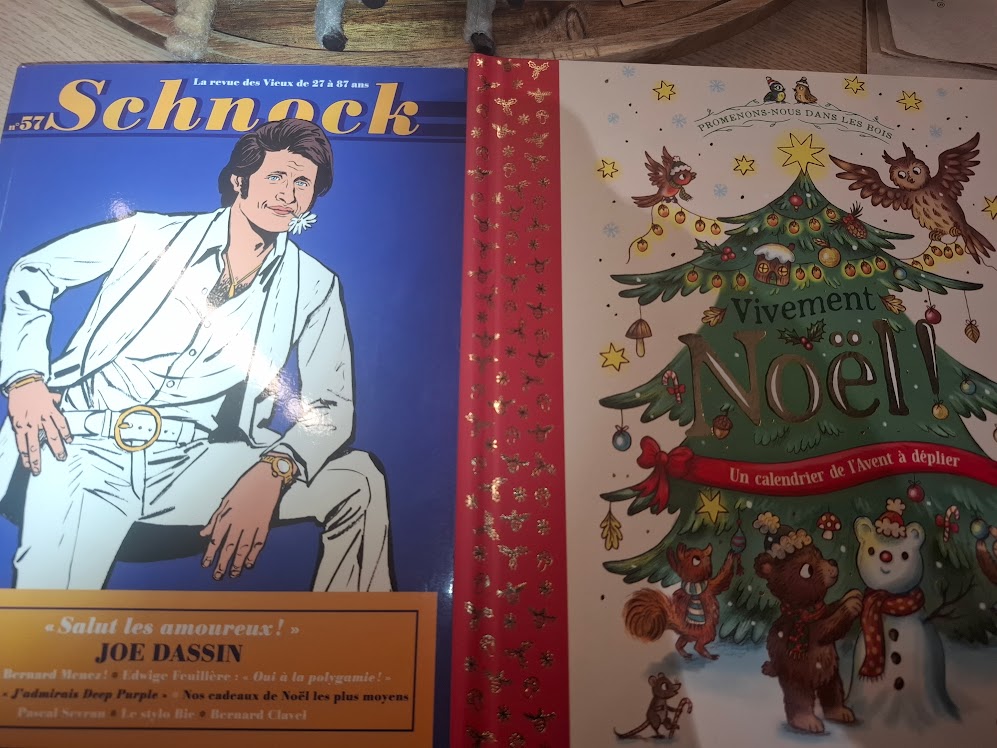 La revue des Vieux de 27 à 87 ans
n°57
Schnock
« Salut les amoureux ! »
JOE DASSIN
Bernard Menez ! Edwige Feuillère : « Oui à la polygamie ! »
« J'admirais Deep Purple » Nos cadeaux de Noël les plus moyens
Pascal Sevran Le stylo Bic Bernard Clavel
PROMENONS-NOUS DANS LES BOIS
Vivement
Noël !
Un calendrier de l'Avent à déplier